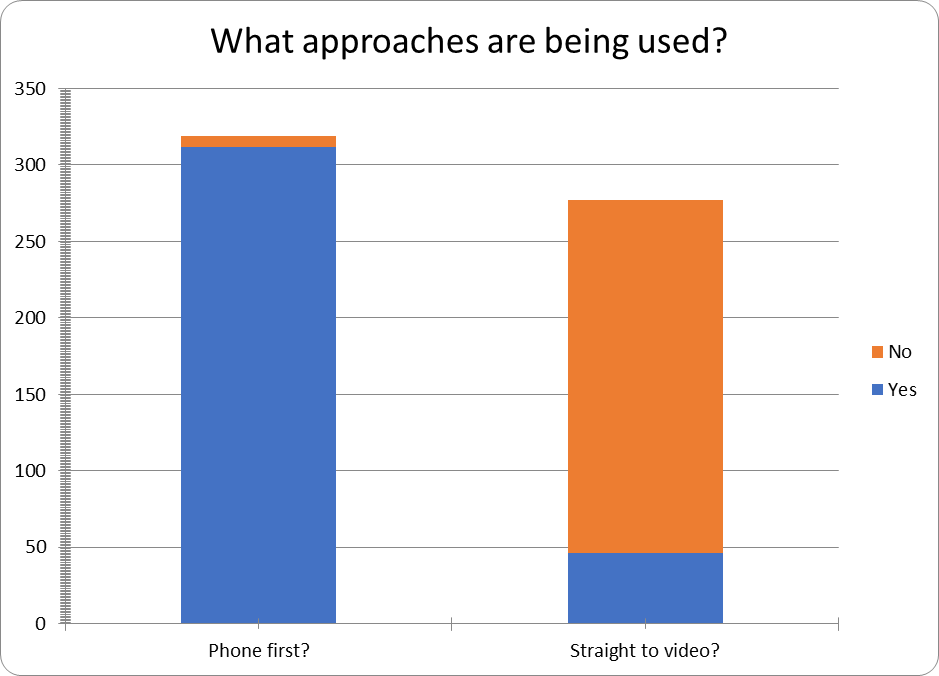 What approaches are being used?
350
300
250
200
150
100
50
0
No
Yes
Phone first?
Straight to video?